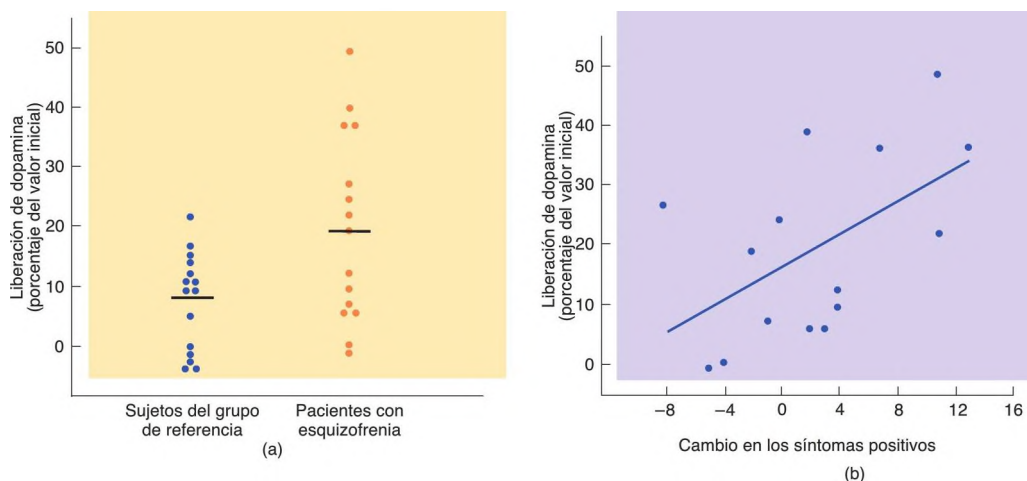 Liberación de dopamina
(porcentaje del valor inicial)
50
40
30
20
10
0
Sujetos del grupo
de referencia
Pacientes con
esquizofrenia
(a)
Liberación de dopamina
(porcentaje del valor inicial)
50
40
30
20
10
0
−8
−4
0
4
8
12
16
Cambio en los síntomas positivos
(b)